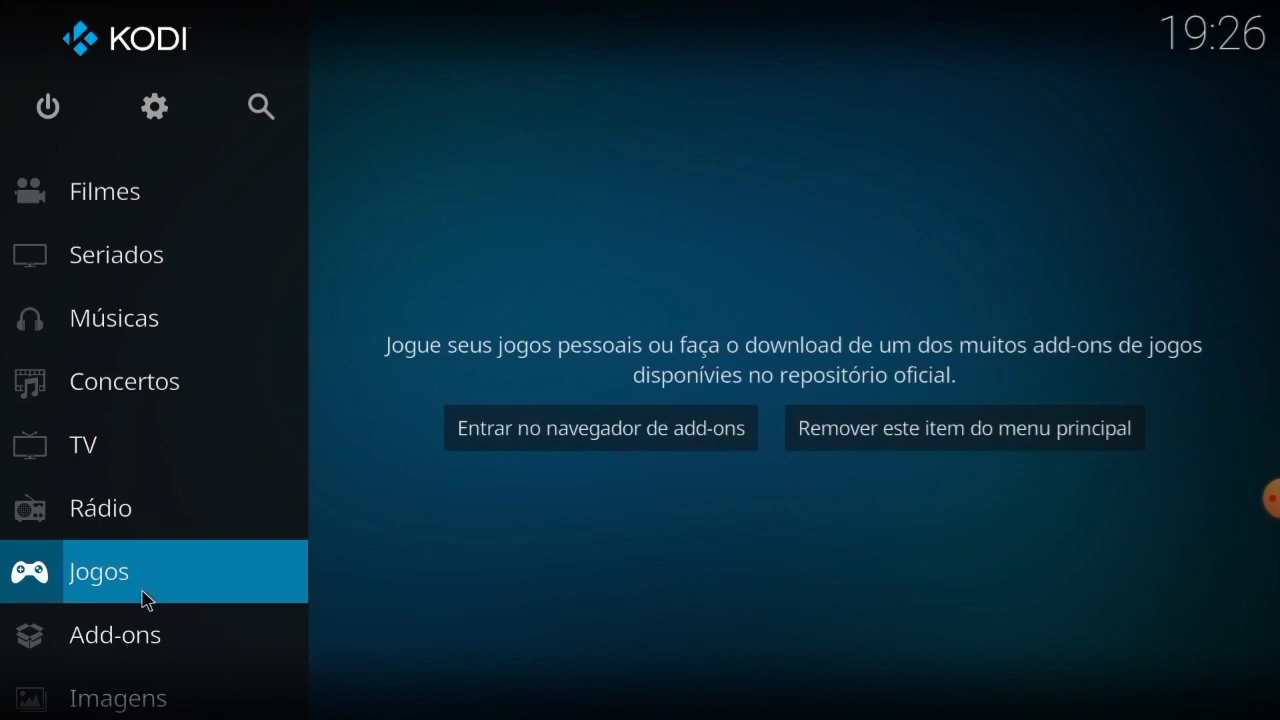 KODI
19:26
Filmes
Seriados
Músicas
Concertos
TV
Rádio
Jogos
Add-ons
Imagens
Jogue seus jogos pessoais ou faça o download de um dos muitos add-ons de jogos
disponívies no repositório oficial.
Entrar no navegador de add-ons
Remover este item do menu principal